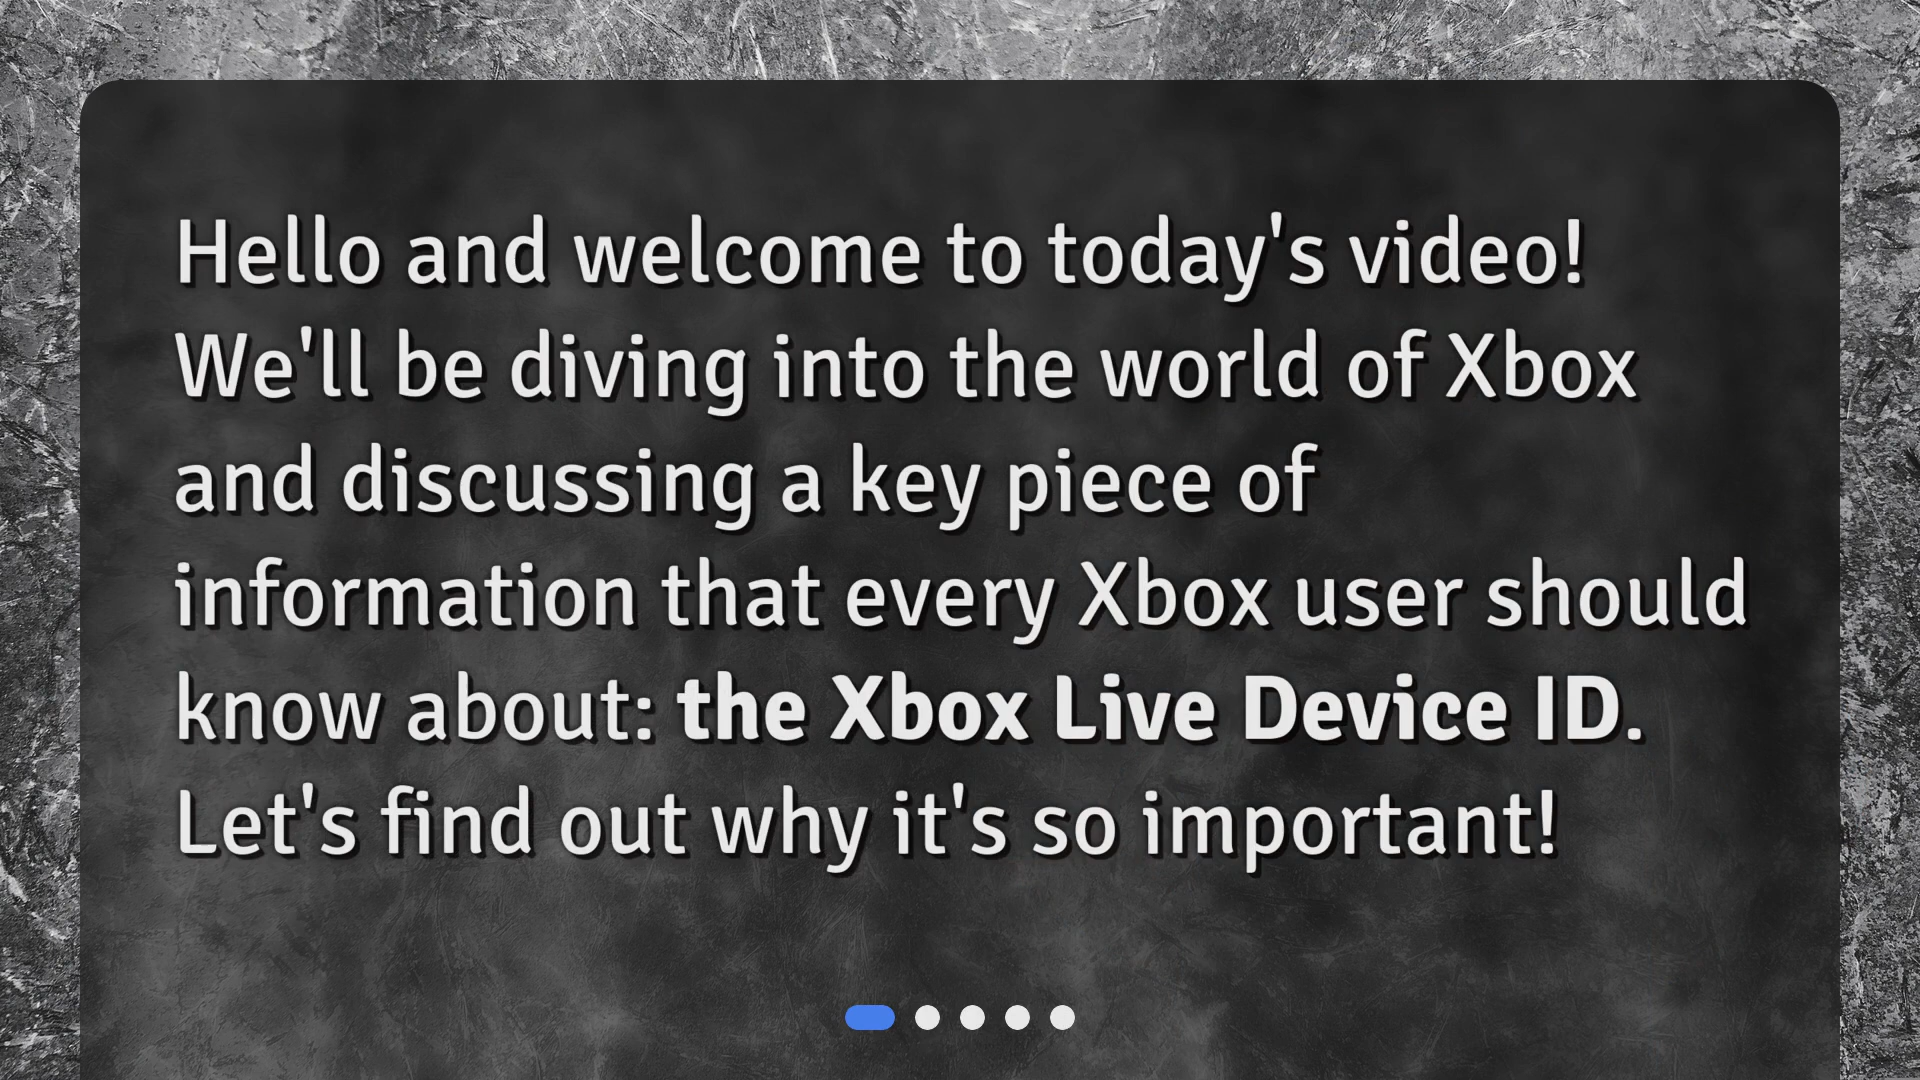 Hello and welcome to today's video!
We'll be diving into the world of Xbox
and discussing a key piece of
information that every Xbox user should
know about: the Xbox Live Device ID.
Let's find out why it's so important!